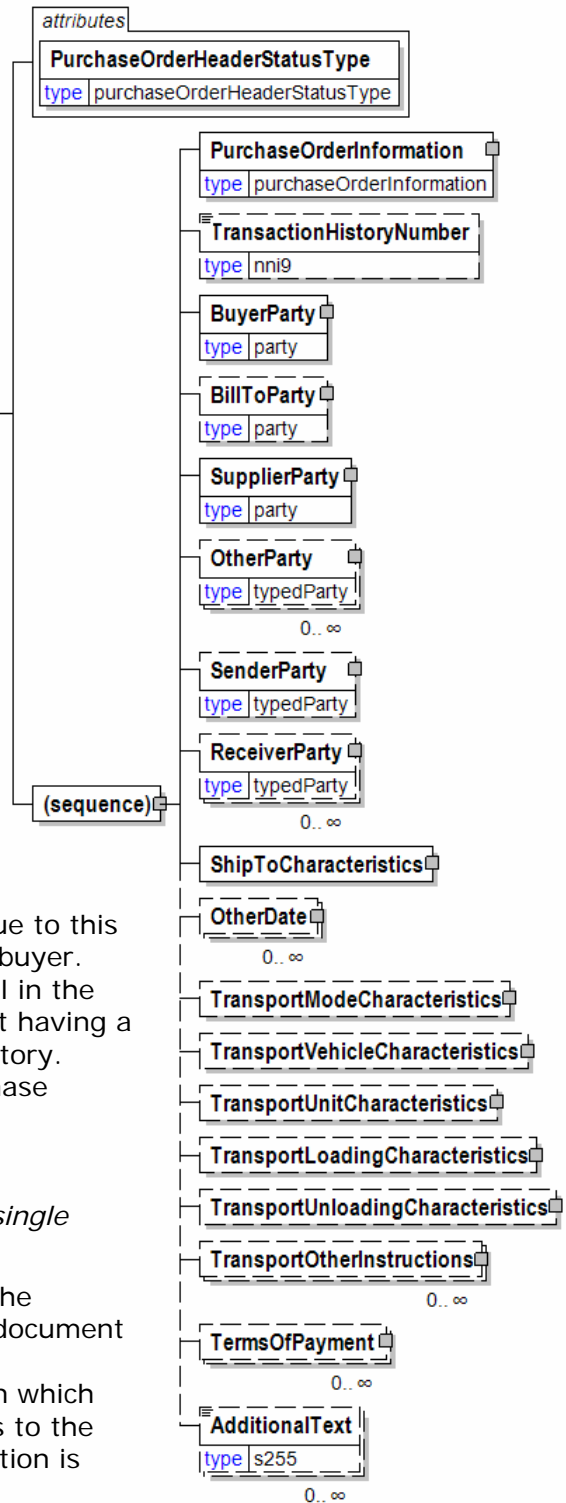 attributes
PurchaseOrderHeaderStatusType
type purchaseOrderHeaderStatusType
PurchaseOrderInformation
type purchaseOrderInformation
TransactionHistoryNumber
type nni9
BuyerParty
type party
BillToParty
type party
SupplierParty
type party
OtherParty
type typedParty
0.. ∞
SenderParty
type typedParty
ReceiverParty
type typedParty
0.. ∞
(sequence)
ShipToCharacteristics
OtherDate
0.. ∞
TransportModeCharacteristics
TransportVehicleCharacteristics
TransportUnitCharacteristics
TransportLoadingCharacteristics
TransportUnloadingCharacteristics
TransportOtherInstructions
0.. ∞
TermsOfPayment
0.. ∞
AdditionalText
type s255
0.. ∞
ue to this
buyer.
l in the
t having a
tory.
nase
single
he
document
n which
s to the
tion is